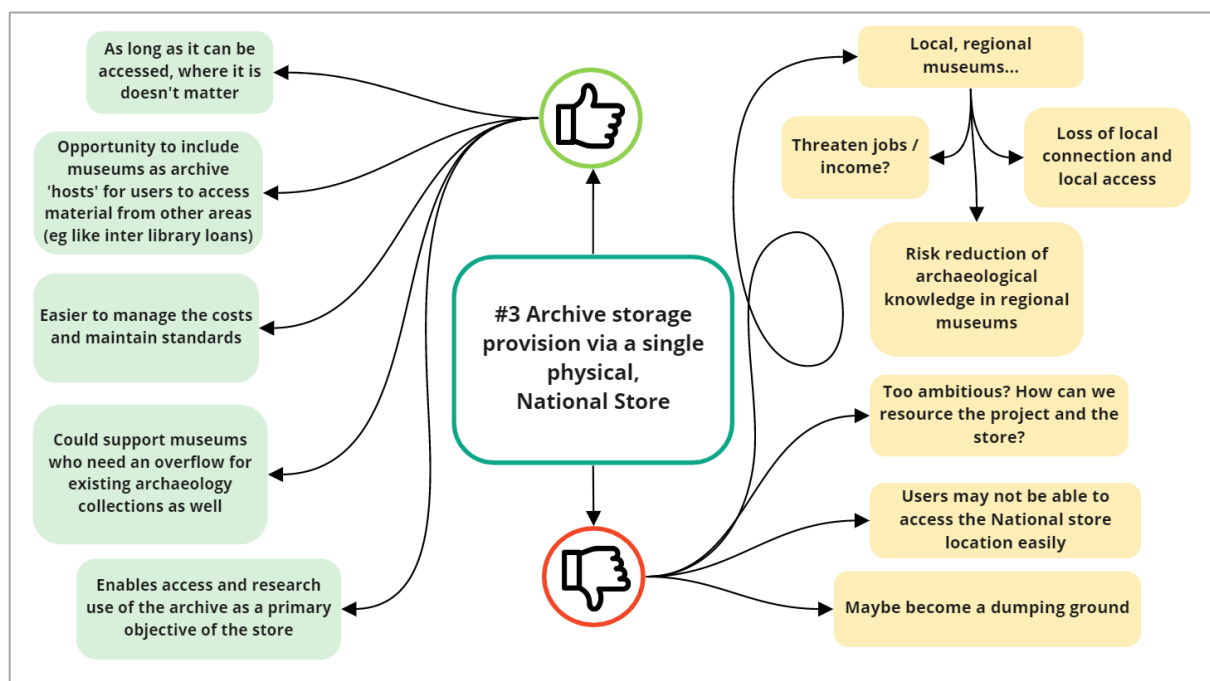 As long as it can be
accessed, where it is
doesn't matter
Opportunity to include
museums as archive
'hosts' for users to access
material from other areas
(eg like inter library loans)
Easier to manage the costs
and maintain standards
Could support museums
who need an overflow for
existing archaeology
collections as well
Enables access and research
use of the archive as a primary
objective of the store
#3 Archive storage
provision via a single
physical,
National Store
Local, regional
museums...
Threaten jobs /
income?
Loss of local
connection and
local access
Risk reduction of
archaeological
knowledge in regional
museums
Too ambitious? How can we
resource the project and the
store?
Users may not be able to
access the National store
location easily
Maybe become a dumping ground